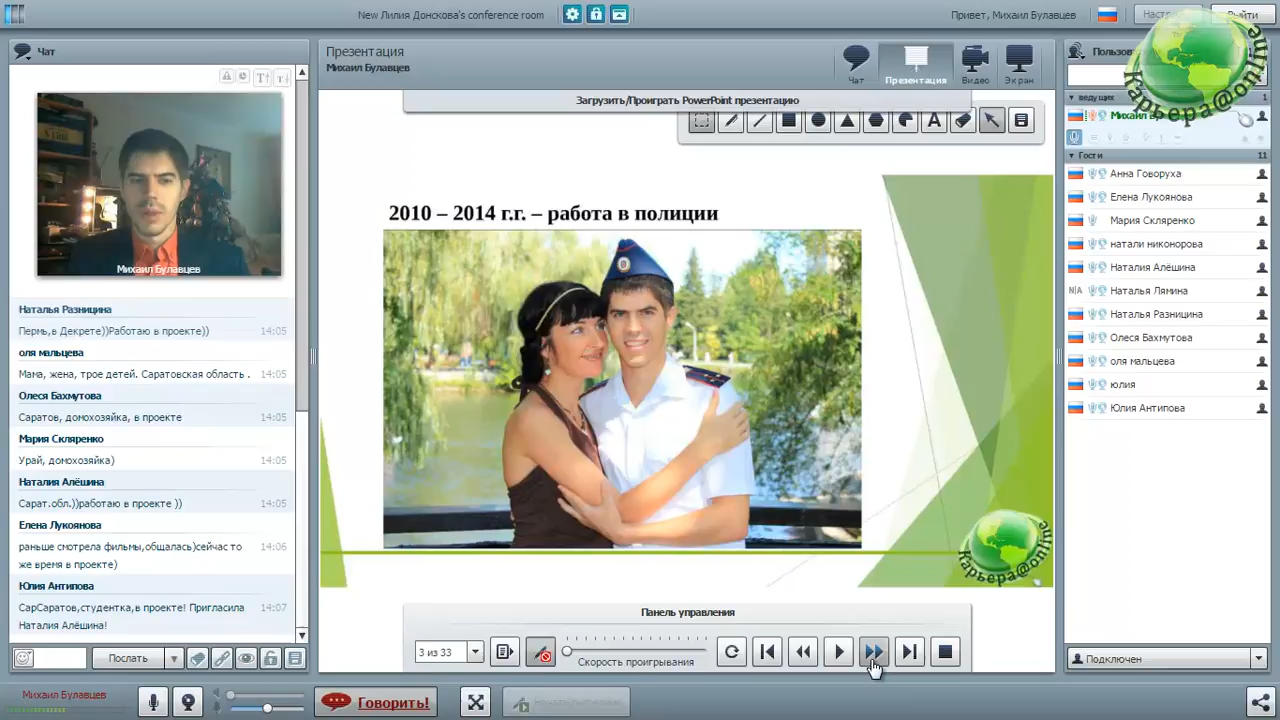 New Лилия Донскова's conference room
Привет, Михаил Булавцев
Выйти
Чат
Михаил Булавцев
Наталья Разницина
Пермь,в Декрете))Работаю в проекте))
14:05
оля мальцева
Мама, жена, трое детей. Саратовская область .
14:05
Олеся Бахмутова
Саратов, домохозяйка, в проекте
14:05
Мария Скляренко
Урай, домохозяйка)
14:05
Наталия Алёшина
Сарат.обл.))работаю в проекте ))
14:05
Елена Лукоянова
раньше смотрела фильмы,общалась)сейчас то
же время в проекте)
14:06
Юлия Антипова
СарСаратов,студентка,в проекте! Пригласила
Наталия Алёшина!
14:07
Послать
Михаил Булавцев
Говорить!
Презентация
Михаил Булавцев
Чат
Презентация
Видео
Экран
Загрузить/Проиграть PowerPoint презентацию
2010 – 2014 г.г. – работа в полиции
Карьера@online
Панель управления
3 из 33
Скорость проигрывания
Карьера@online
ведущих
1
Михаил
Гости
11
Анна Говоруха
Елена Лукоянова
Мария Скляренко
натали никонорова
Наталия Алёшина
N/A
Наталья Лямина
Наталья Разницина
Олеся Бахмутова
оля мальцева
юлия
Юлия Антипова
Подключен